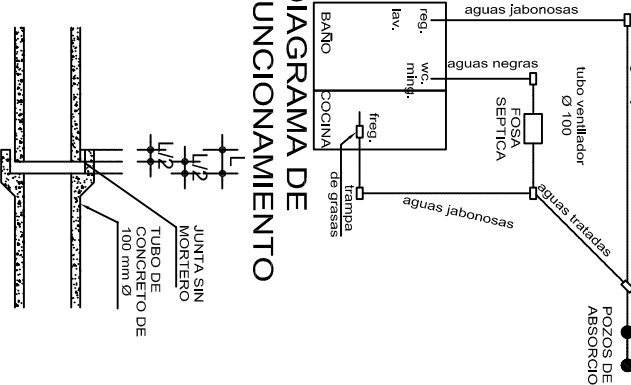 DIAGRAMA DE
FUNCIONAMIENTO
BAÑO
lav.
reg.
wc.
ming.
COCINA
freg.
trampa
de grasas
aguas jabonosas
aguas negras
FOSA
SEPTICA
tubo ventilador
Ø 100
aguas jabonosas
aguas tratadas
POZOS DE
ABSORCIO
L
L/2
L/2
JUNTA SIN
MORTERO
TUBO DE
CONCRETO DE
100 mm Ø